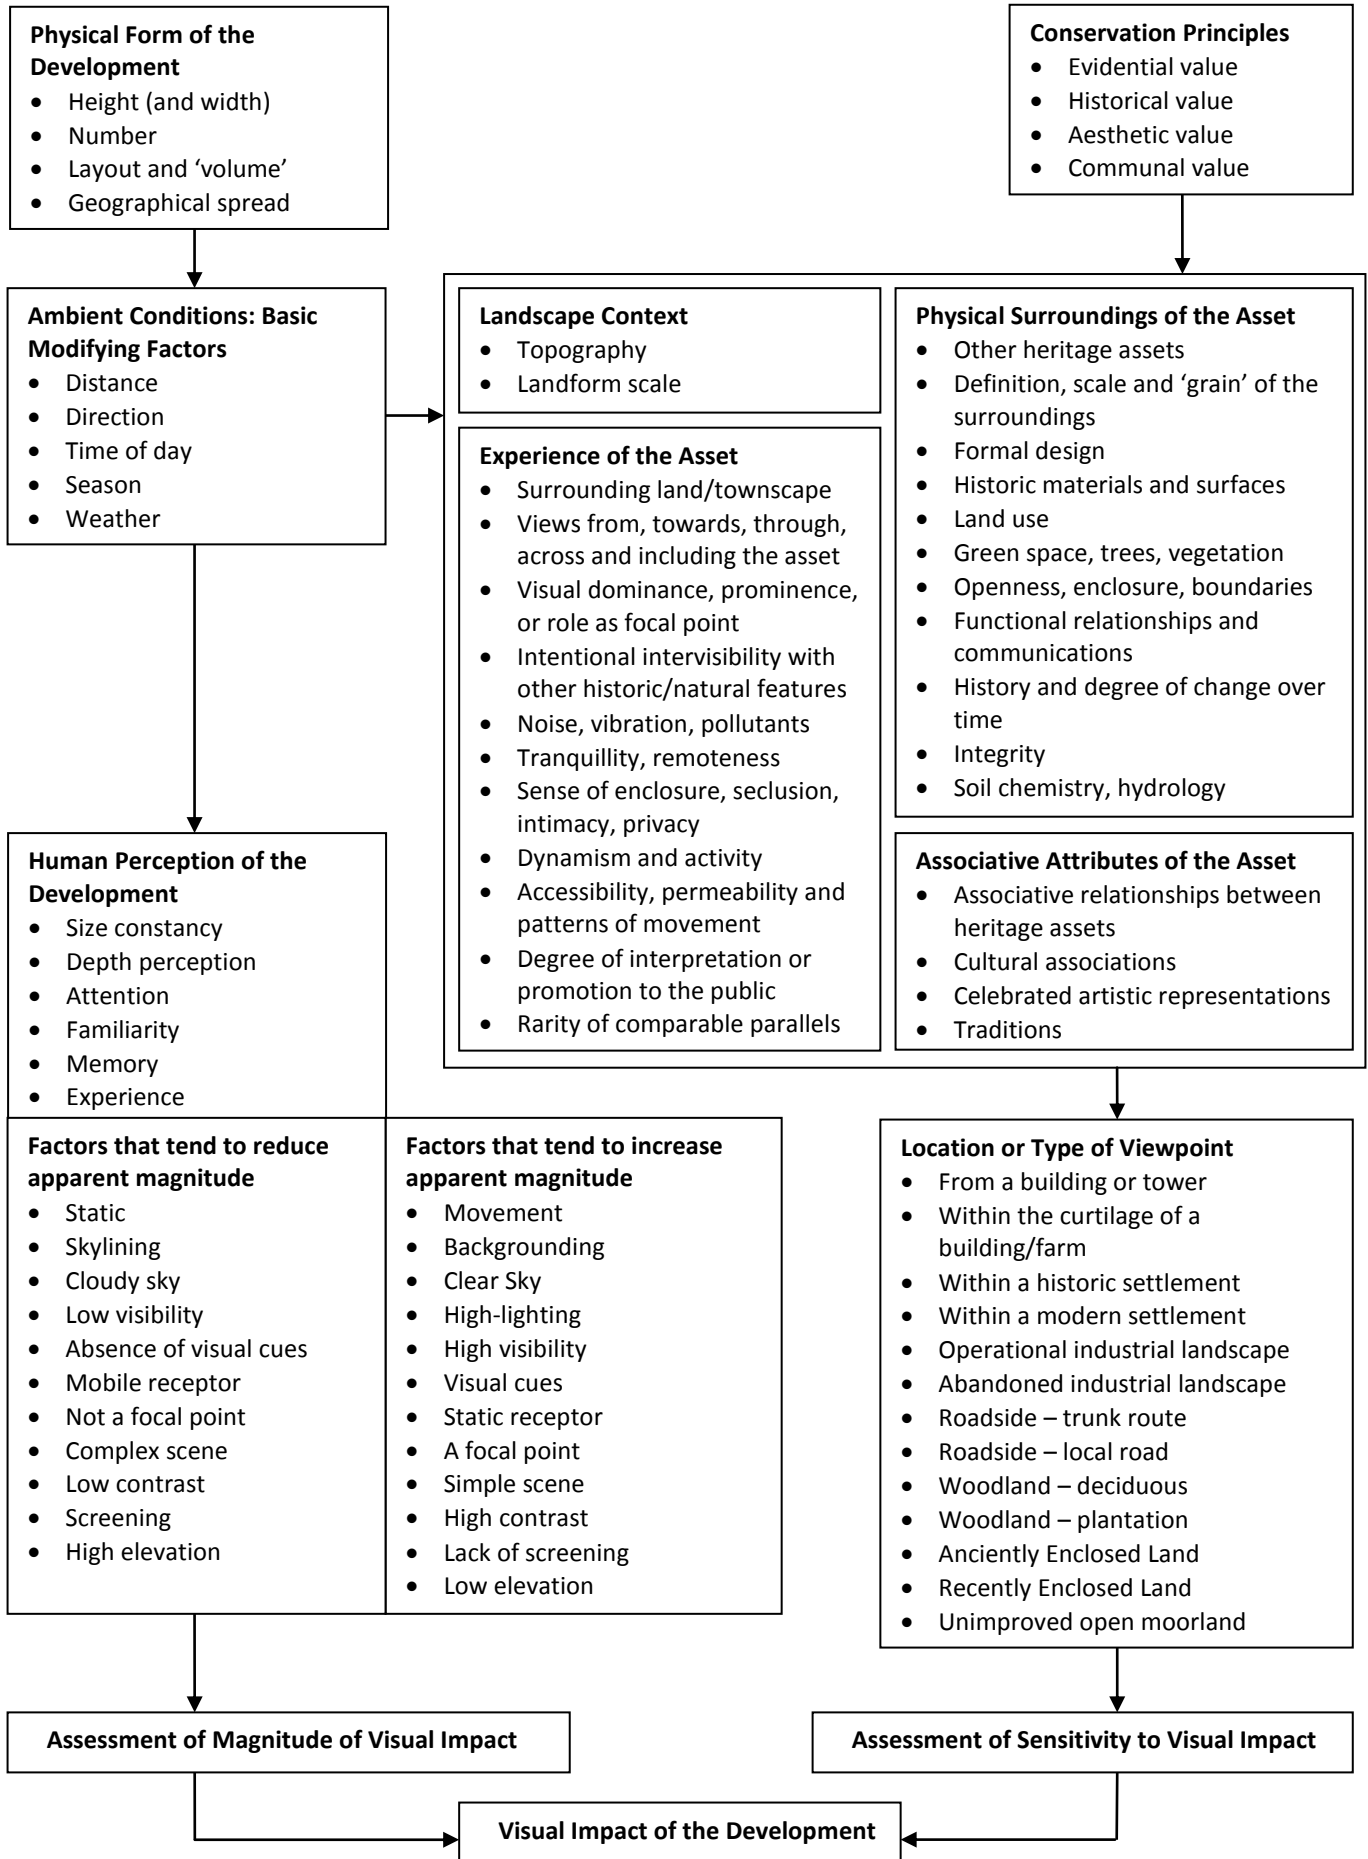 Physical Form of the
Development
• Height (and width)
• Number
• Layout and ‘volume’
• Geographical spread
Conservation Principles
• Evidential value
• Historical value
• Aesthetic value
• Communal value
Ambient Conditions: Basic
Modifying Factors
• Distance
• Direction
• Time of day
• Season
• Weather
Landscape Context
• Topography
• Landform scale
Experience of the Asset
• Surrounding land/townscape
• Views from, towards, through,
across and including the asset
• Visual dominance, prominence,
or role as focal point
• Intentional intervisibility with
other historic/natural features
• Noise, vibration, pollutants
• Tranquillity, remoteness
• Sense of enclosure, seclusion,
intimacy, privacy
• Dynamism and activity
• Accessibility, permeability and
patterns of movement
• Degree of interpretation or
promotion to the public
• Rarity of comparable parallels
Physical Surroundings of the Asset
• Other heritage assets
• Definition, scale and ‘grain’ of the
surroundings
• Formal design
• Historic materials and surfaces
• Land use
• Green space, trees, vegetation
• Openness, enclosure, boundaries
• Functional relationships and
communications
• History and degree of change over
time
• Integrity
• Soil chemistry, hydrology
Associative Attributes of the Asset
• Associative relationships between
heritage assets
• Cultural associations
• Celebrated artistic representations
• Traditions
Human Perception of the
Development
• Size constancy
• Depth perception
• Attention
• Familiarity
• Memory
• Experience
Factors that tend to reduce
apparent magnitude
• Static
• Skylining
• Cloudy sky
• Low visibility
• Absence of visual cues
• Mobile receptor
• Not a focal point
• Complex scene
• Low contrast
• Screening
• High elevation
Factors that tend to increase
apparent magnitude
• Movement
• Backgrounding
• Clear Sky
• High-lighting
• High visibility
• Visual cues
• Static receptor
• A focal point
• Simple scene
• High contrast
• Lack of screening
• Low elevation
Location or Type of Viewpoint
• From a building or tower
• Within the curtilage of a
building/farm
• Within a historic settlement
• Within a modern settlement
• Operational industrial landscape
• Abandoned industrial landscape
• Roadside – trunk route
• Roadside – local road
• Woodland – deciduous
• Woodland – plantation
• Anciently Enclosed Land
• Recently Enclosed Land
• Unimproved open moorland
Assessment of Magnitude of Visual Impact
Assessment of Sensitivity to Visual Impact
Visual Impact of the Development